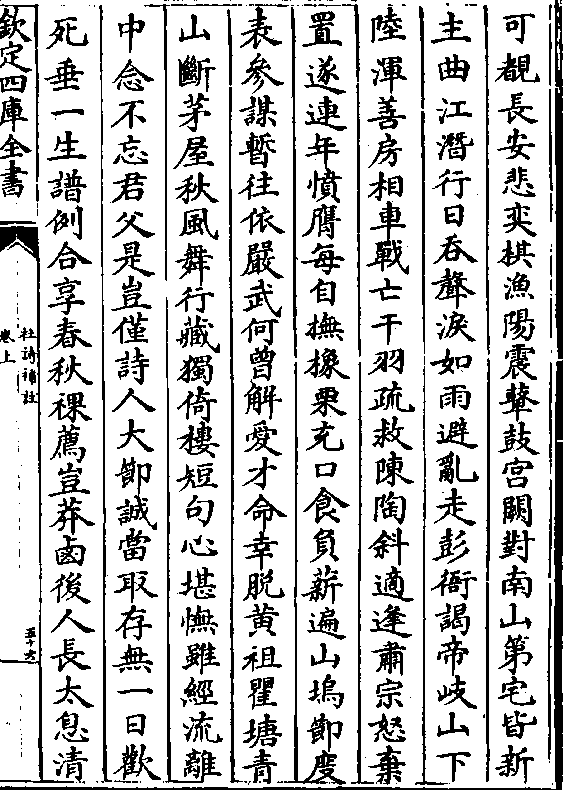 可覩長安悲奕棋漁陽震鼙鼓宫闕對南山第宅皆新
主曲江潛行日吞聲淚如雨避亂走彭衙謁帝岐山下
陸渾善房相車戰亡干羽疏救陳陶斜適逢肅宗怒棄
置遂連年憤膺每自撫橡栗充口食負薪遍山塢節度
表參謀暫往依嚴武何曾解愛才命幸脱黄祖瞿塘青
山斷茅屋秋風舞行藏獨倚樓短句心堪憮雖經流離
中念不忘君父是豈僅詩人大節誠當取存無一日歡
死垂一生譜例合享春秋祼薦豈莽鹵後人長太息清
欽定四庫全書
杜詩補註
卷上
五十六